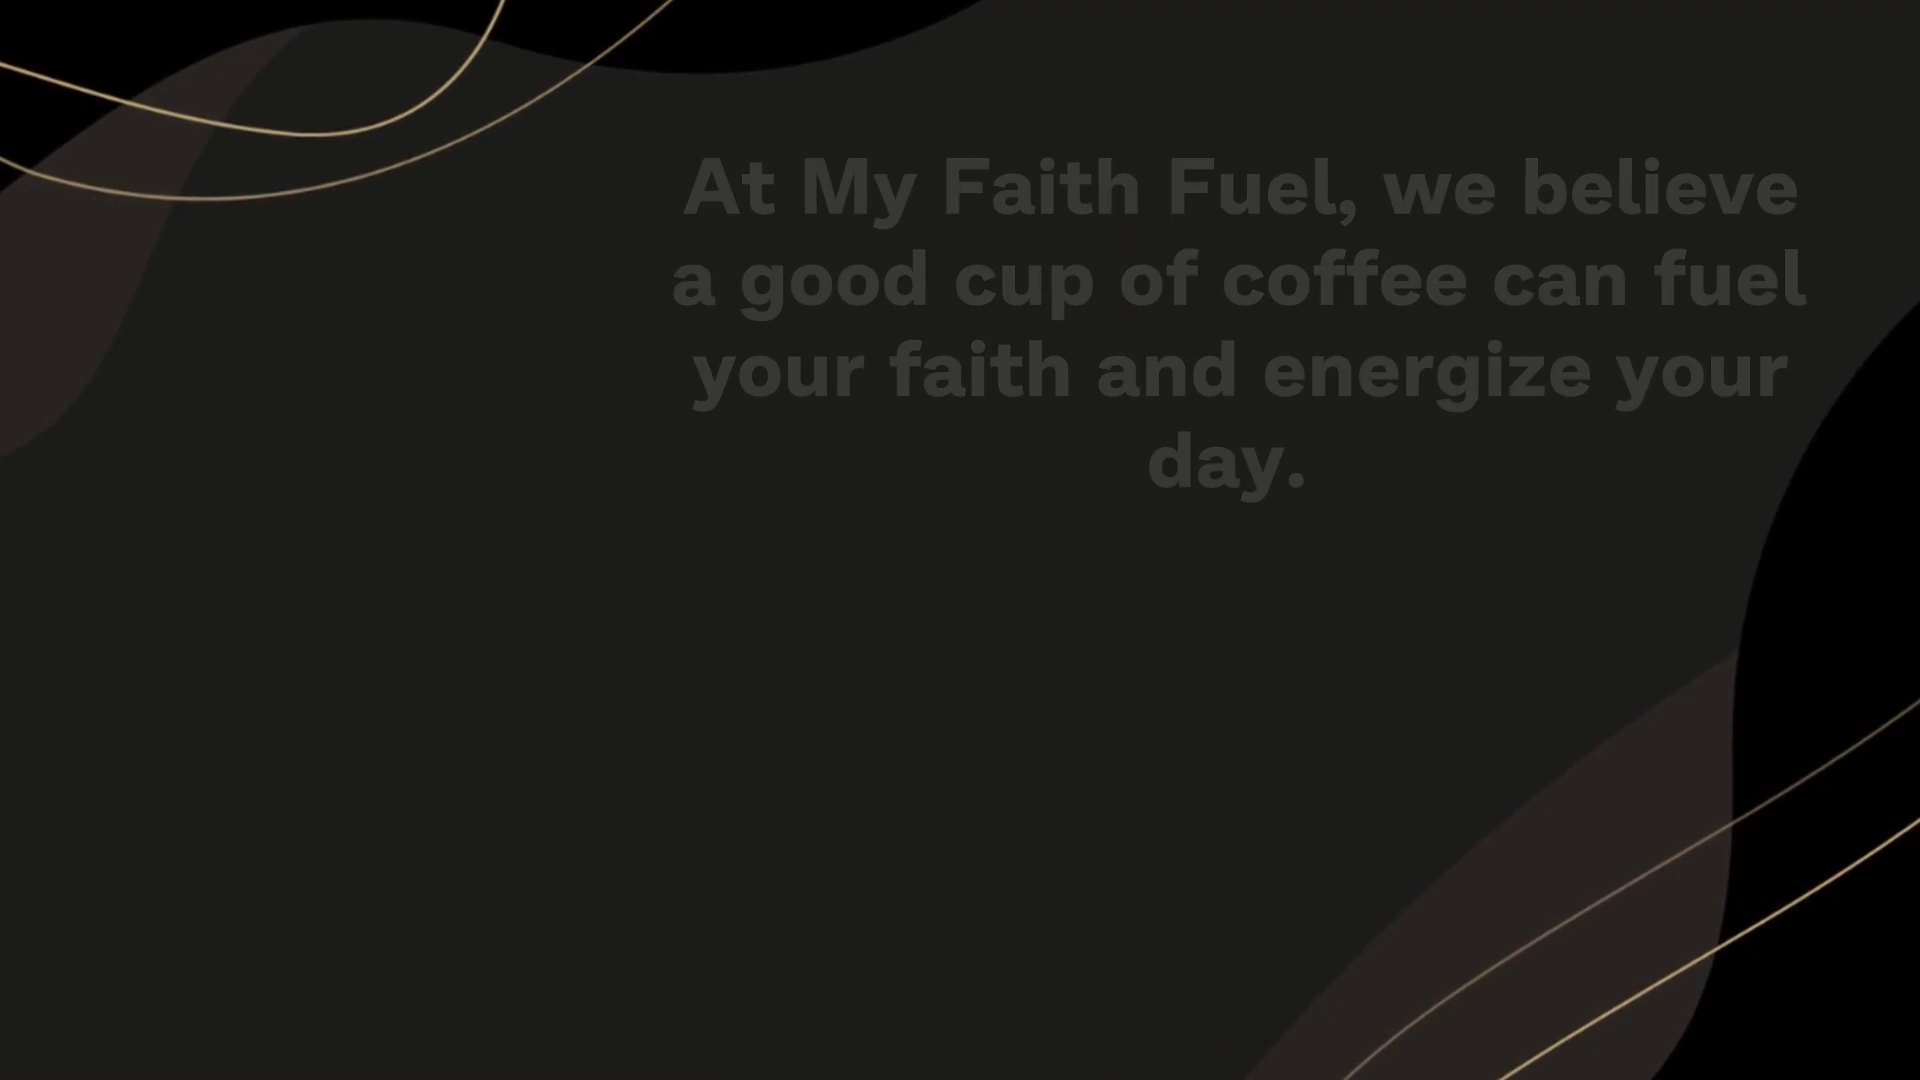 At My Faith Fuel, we believe
a good cup of coffee can fuel
your faith and energize your
day.